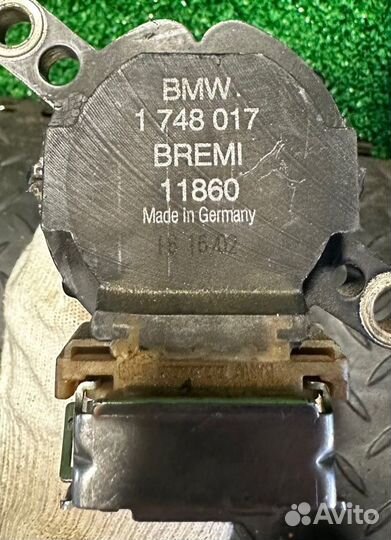 BMW
1 748 017
BREMI
11860
Made in Germany
Avito